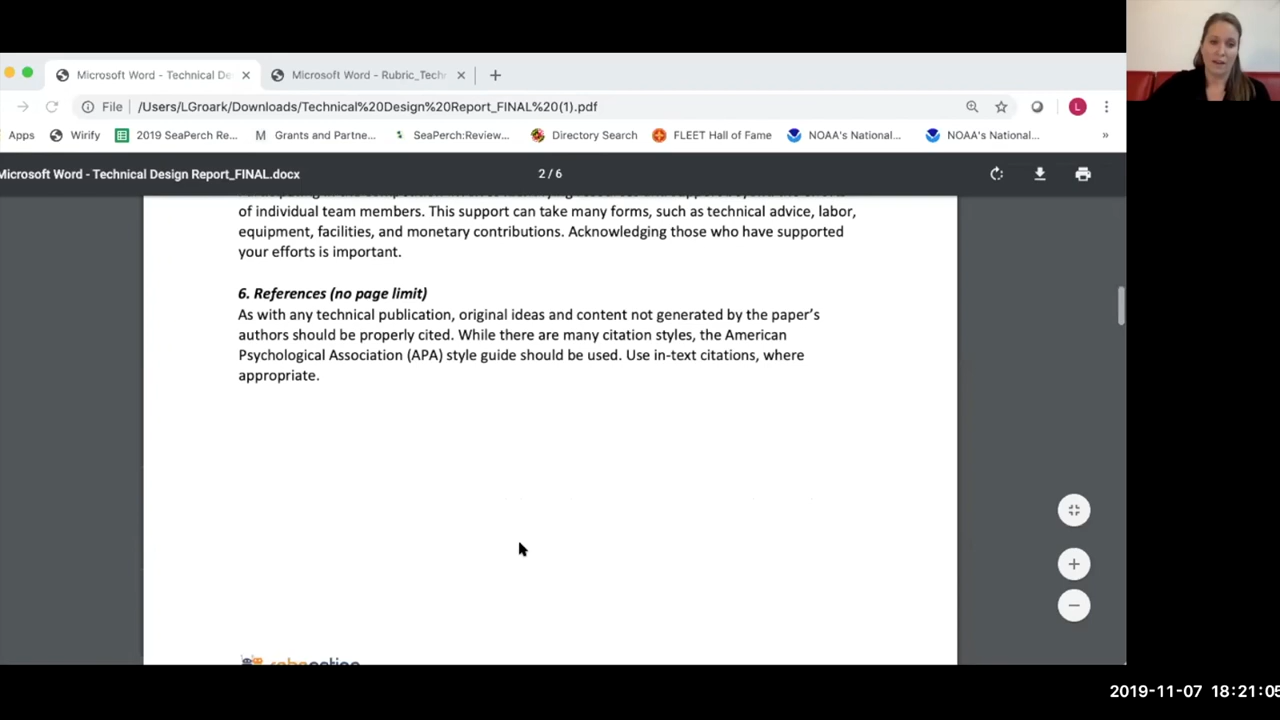 Microsoft Word - Technical De
Microsoft Word - Rubric_Tech
File | /Users/LGroark/Downloads/Technical%20Design%20Report_FINAL%20(1).pdf
L
Apps Wirify 2019 SeaPerch Re... Grants and Partne... SeaPerch:Review... Directory Search FLEET Hall of Fame NOAA's National... NOAA's National... »
Microsoft Word - Technical Design Report_FINAL.docx 2 / 6
of individual team members. This support can take many forms, such as technical advice, labor,
equipment, facilities, and monetary contributions. Acknowledging those who have supported
your efforts is important.
6. References (no page limit)
As with any technical publication, original ideas and content not generated by the paper's
authors should be properly cited. While there are many citation styles, the American
Psychological Association (APA) style guide should be used. Use in-text citations, where
appropriate.
2019-11-07 18:21:05